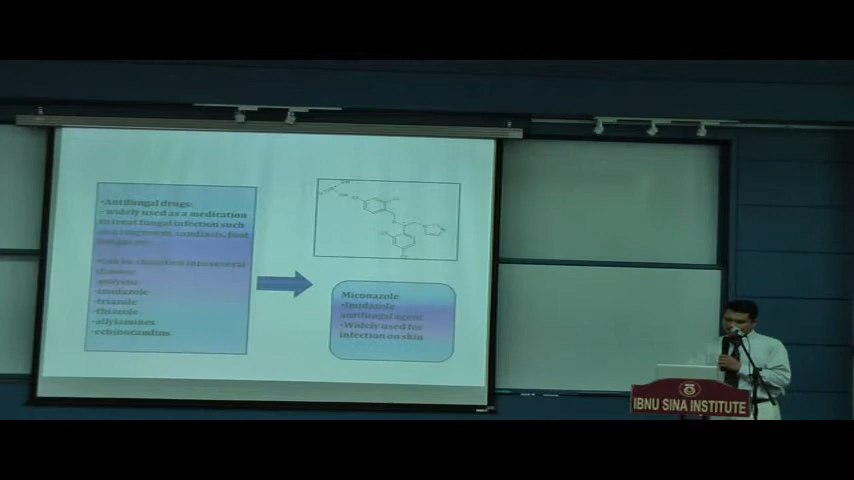 •Antifungal drugs:
– widely used as a medication
to treat fungal infection such
as ringworm, candiasis, foot
•Can be classified into several
classes:
-polyene
-imidazole
-triazole
-thiazole
-allylamines
-echinocandins
Miconazole
•Imidazole
antifungal agent
•Widely used for
infection on skin
IBNU SINA INSTITUTE